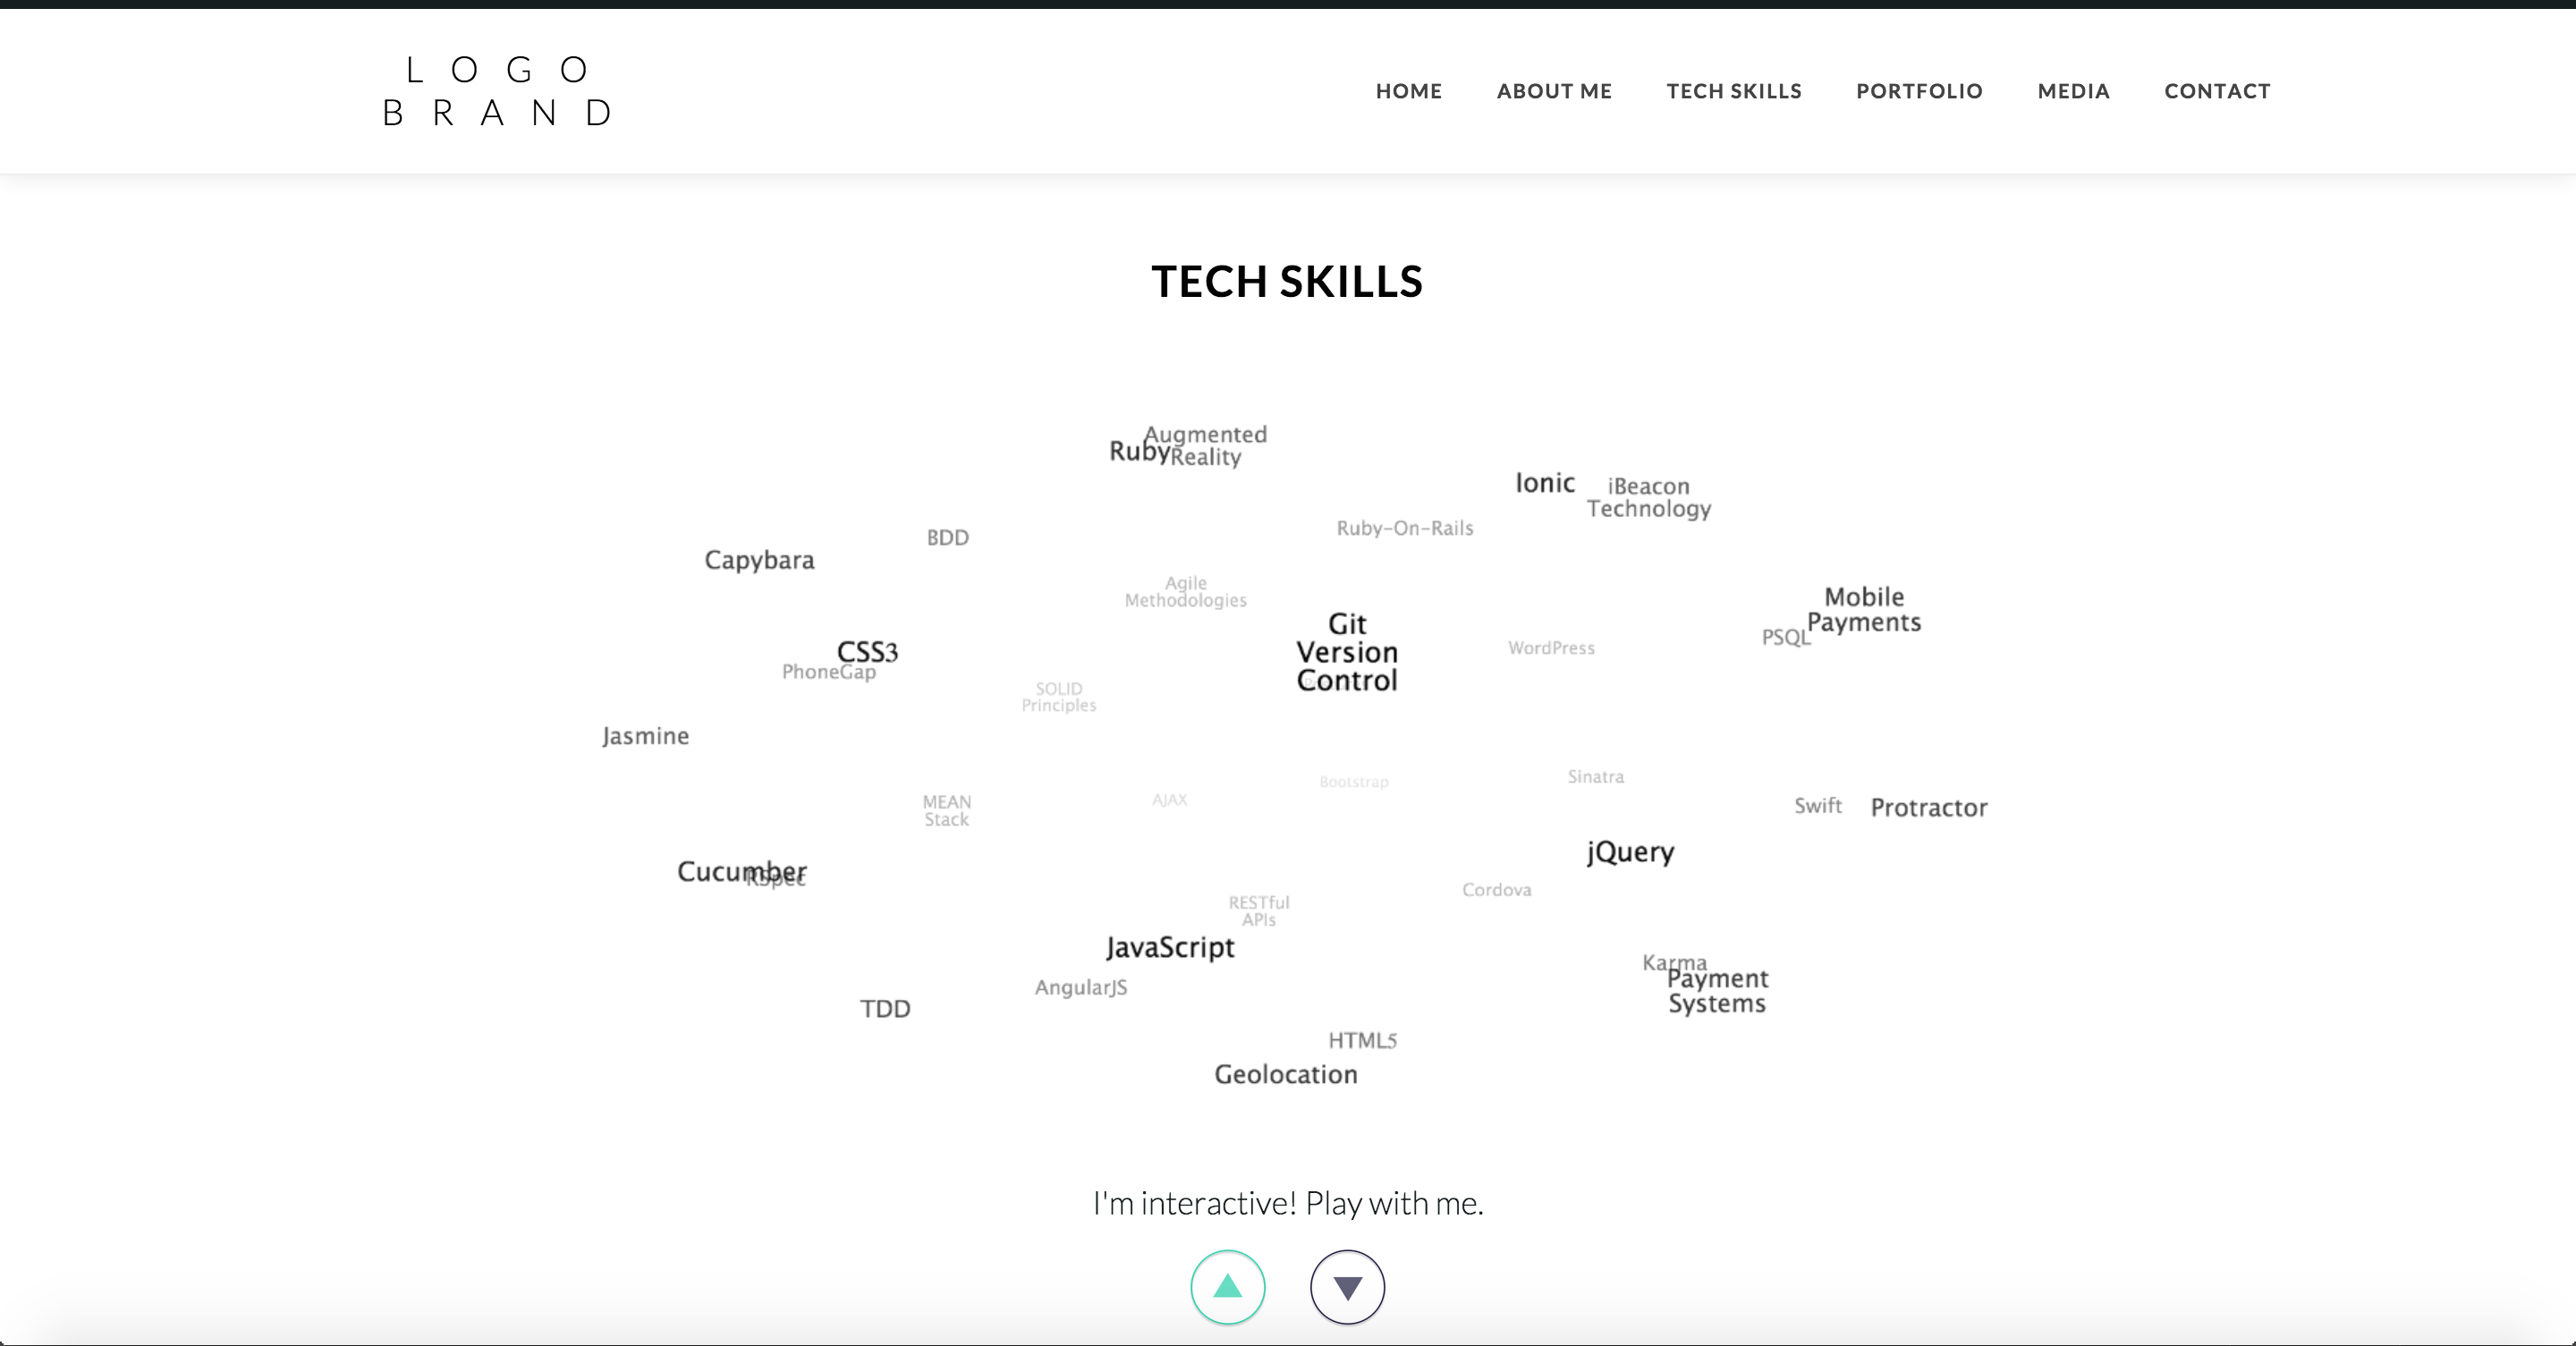 LOGO
BRAND
HOME ABOUT ME TECH SKILLS PORTFOLIO MEDIA CONTACT
TECH SKILLS
Augmented
Reality
Ruby
Ionic
iBeacon
Technology
Ruby-On-Rails
BDD
Capybara
Agile
Methodologies
Mobile
Payments
Git
Version
Control
PSQL
WordPress
CSS3
PhoneGap
SOLID
Principles
Jasmine
Sinatra
Bootstrap
AJAX
MEAN
Stack
Swift
Protractor
jQuery
Cucumber
RSpec
Cordova
RESTful
APIs
JavaScript
Karma
Payment
Systems
AngularJS
TDD
HTML5
Geolocation
I'm interactive! Play with me.